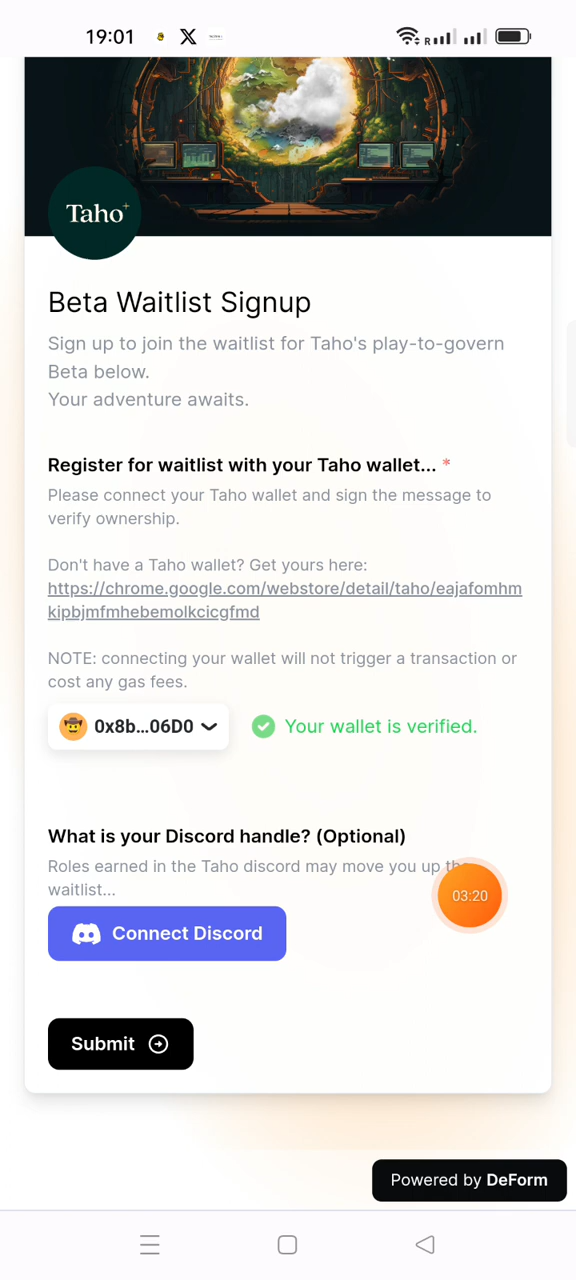 19:01
R
Taho+
Beta Waitlist Signup
Sign up to join the waitlist for Taho's play-to-govern
Beta below.
Your adventure awaits.
Register for waitlist with your Taho wallet... *
Please connect your Taho wallet and sign the message to
verify ownership.
Don't have a Taho wallet? Get yours here:
https://chrome.google.com/webstore/detail/taho/eajafomhm
kipbjmfmhebemolkcicgfmd
NOTE: connecting your wallet will not trigger a transaction or
cost any gas fees.
0x8b...06D0
Your wallet is verified.
What is your Discord handle? (Optional)
Roles earned in the Taho discord may move you up the
waitlist...
03:20
Connect Discord
Submit
Powered by DeForm